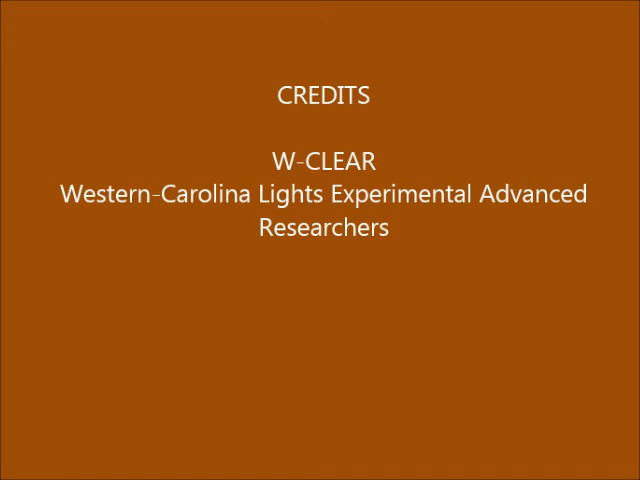 CREDITS
W-CLEAR
Western-Carolina Lights Experimental Advanced
Researchers